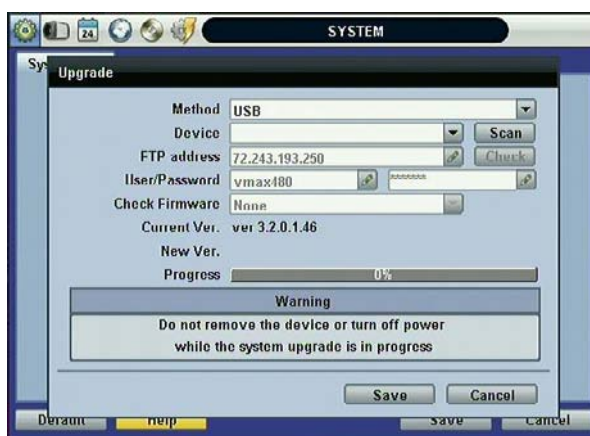 24
SYSTEM
Sy
Upgrade
Method USB
Device Scan
FTP address 72.243.193.250 Check
User/Password vmax480 *******
Check Firmware None
Current Ver. ver 3.2.0.1.46
New Ver.
Progress 0%
Warning
Do not remove the device or turn off power
while the system upgrade is in progress
Save Cancel
Default Help Save Cancel